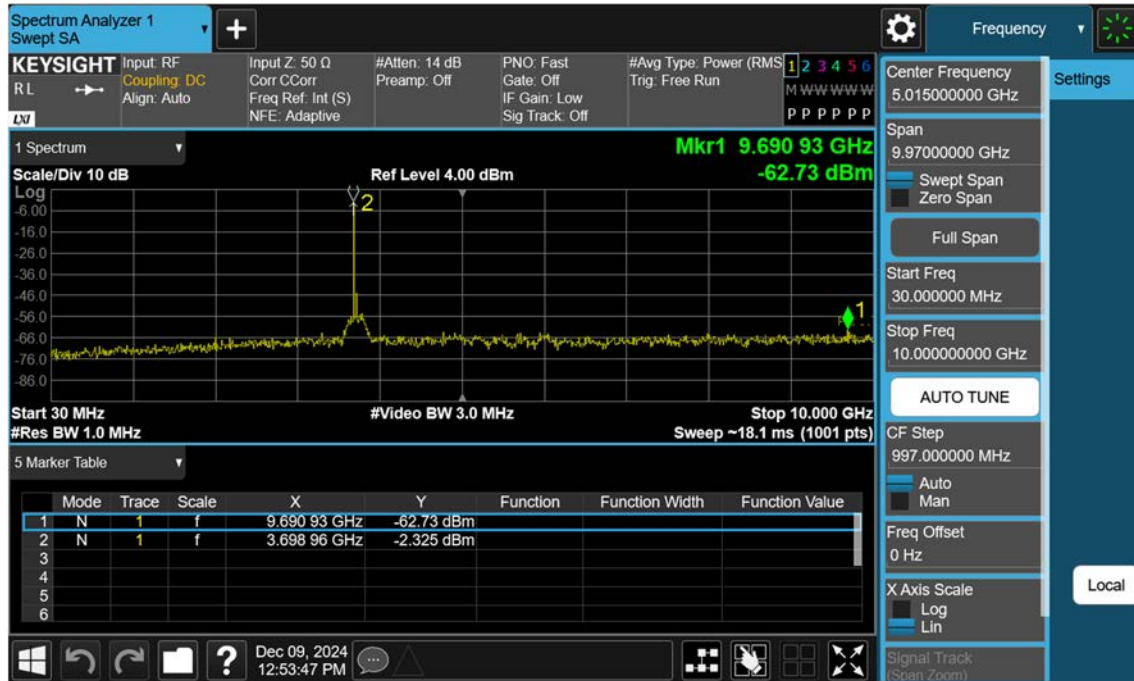 Spectrum Analyzer 1
Swept SA
+
Frequency
KEYSIGHT
RL
LXI
Input: RF
Coupling: DC
Align: Auto
Input Z: 50 Ω
Corr CCorr
Freq Ref: Int (S)
NFE: Adaptive
#Atten: 14 dB
Preamp: Off
PNO: Fast
Gate: Off
IF Gain: Low
Sig Track: Off
#Avg Type: Power (RMS
Trig: Free Run
1 2 3 4 5 6
M W W W W W
P P P P P P
1 Spectrum
Mkr1 9.690 93 GHz
-62.73 dBm
Scale/Div 10 dB
Ref Level 4.00 dBm
Log
-6.00
-16.0
-26.0
-36.0
-46.0
-56.0
-66.0
-76.0
-86.0
2
1
Start 30 MHz
#Video BW 3.0 MHz
Stop 10.000 GHz
#Res BW 1.0 MHz
Sweep ~18.1 ms (1001 pts)
5 Marker Table
Mode Trace Scale X Y Function Function Width Function Value
1 N 1 f 9.690 93 GHz -62.73 dBm
2 N 1 f 3.698 96 GHz -2.325 dBm
3
4
5
6
Dec 09, 2024
12:53:47 PM
?
Center Frequency
5.015000000 GHz
Span
9.97000000 GHz
Swept Span
Zero Span
Full Span
Start Freq
30.000000 MHz
Stop Freq
10.000000000 GHz
AUTO TUNE
CF Step
997.000000 MHz
Auto
Man
Freq Offset
0 Hz
X Axis Scale
Log
Lin
Signal Track
(Span Zoom)
Settings
Local